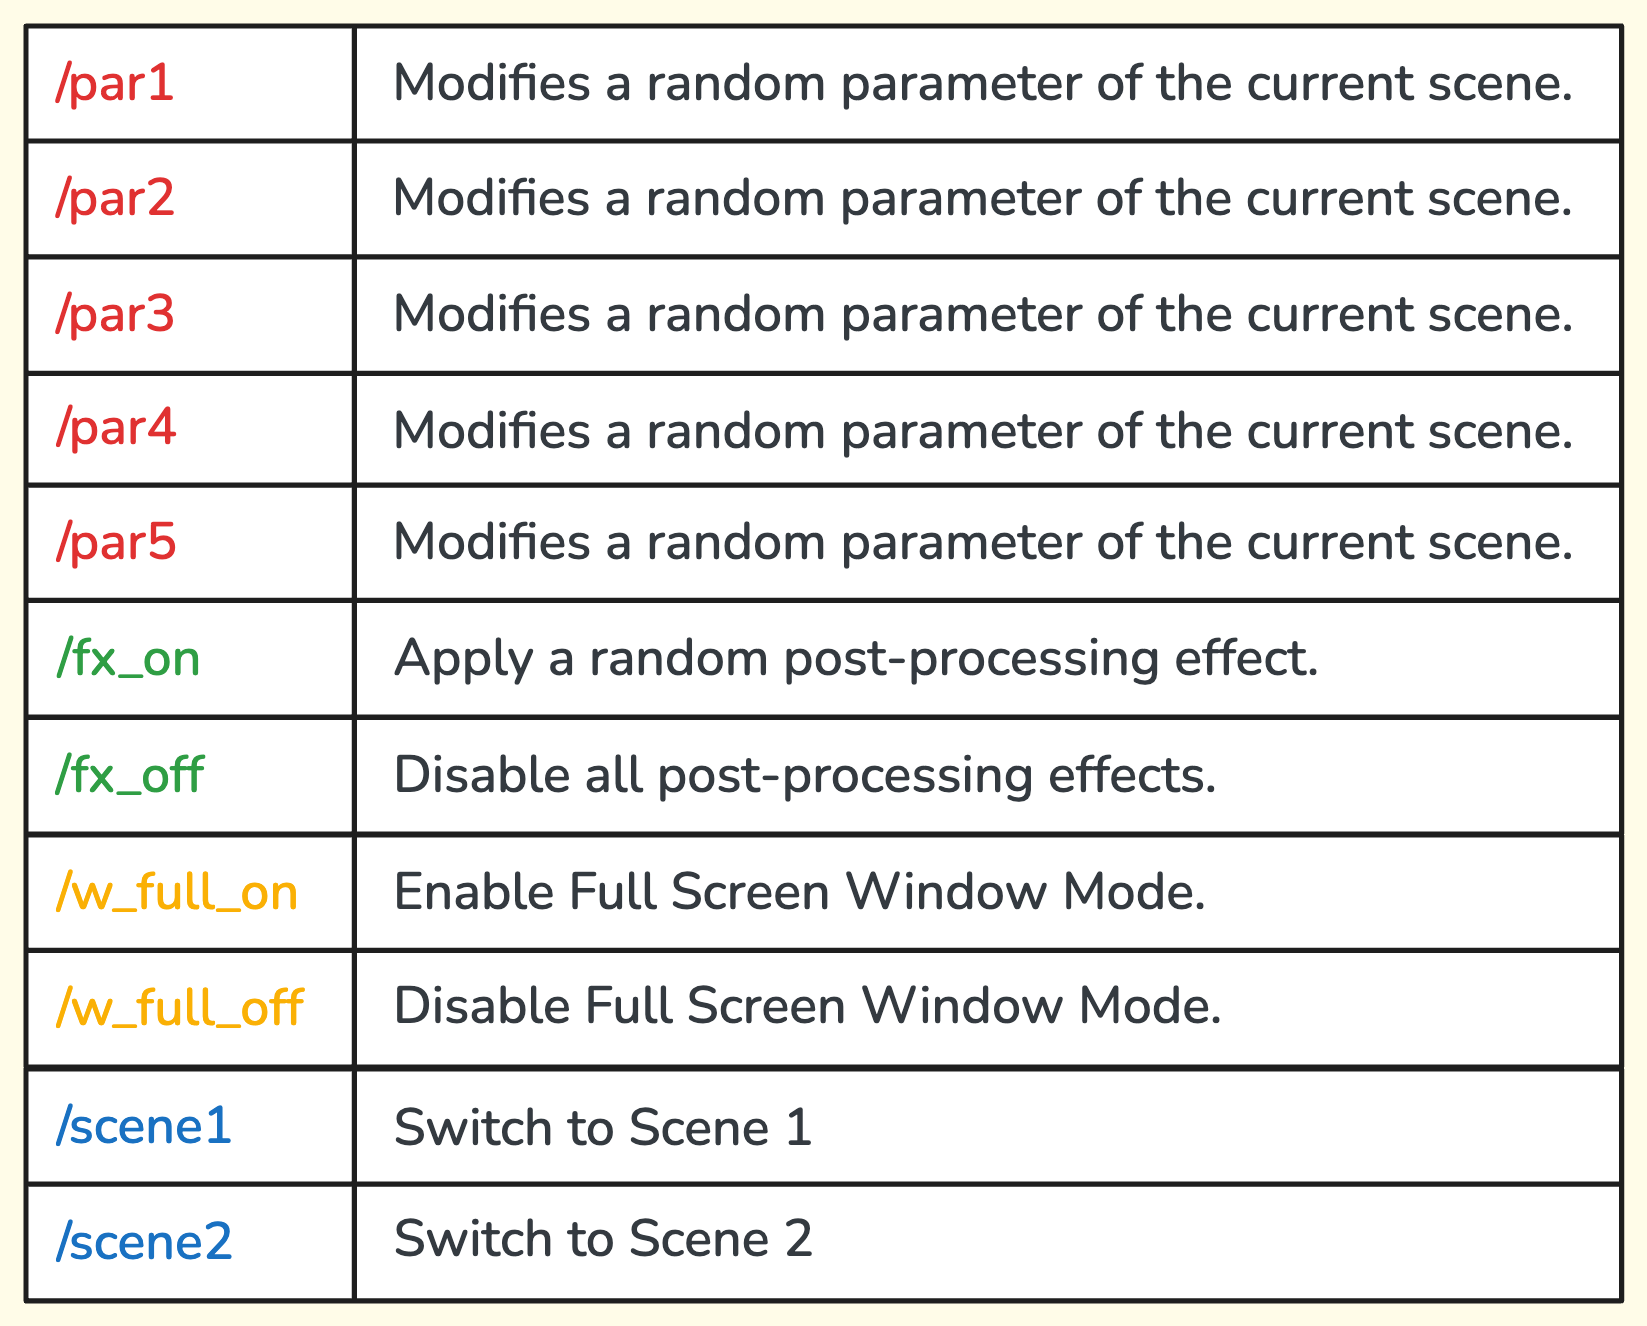 /par1 Modifies a random parameter of the current scene.
/par2 Modifies a random parameter of the current scene.
/par3 Modifies a random parameter of the current scene.
/par4 Modifies a random parameter of the current scene.
/par5 Modifies a random parameter of the current scene.
/fx_on Apply a random post-processing effect.
/fx_off Disable all post-processing effects.
/w_full_on Enable Full Screen Window Mode.
/w_full_off Disable Full Screen Window Mode.
/scene1 Switch to Scene 1
/scene2 Switch to Scene 2